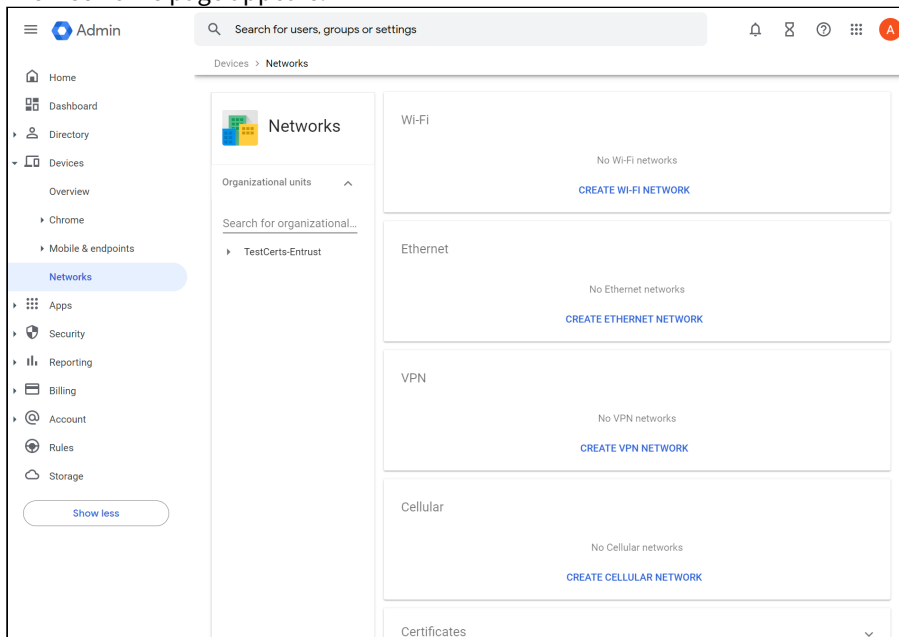 Admin
Search for users, groups or settings
A
Devices > Networks
Home
Dashboard
Directory
Devices
Overview
Chrome
Mobile & endpoints
Networks
Apps
Security
Reporting
Billing
Account
Rules
Storage
Show less
Networks
Organizational units
Search for organizational...
TestCerts-Entrust
Wi-Fi
No Wi-Fi networks
CREATE WI-FI NETWORK
Ethernet
No Ethernet networks
CREATE ETHERNET NETWORK
VPN
No VPN networks
CREATE VPN NETWORK
Cellular
No Cellular networks
CREATE CELLULAR NETWORK
Certificates